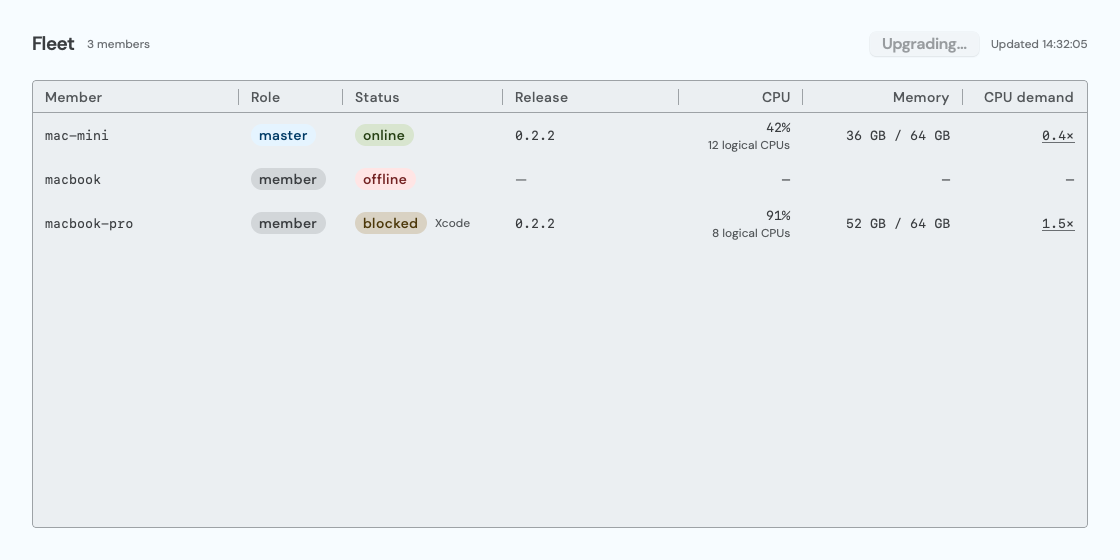 Fleet 3 members Upgrading... Updated 14:32:05
Member Role Status Release CPU Memory CPU demand
mac-mini master online 0.2.2 42% 36 GB / 64 GB 0.4×
12 logical CPUs
macbook member offline — — — —
macbook-pro member blocked Xcode 0.2.2 91% 52 GB / 64 GB 1.5×
8 logical CPUs